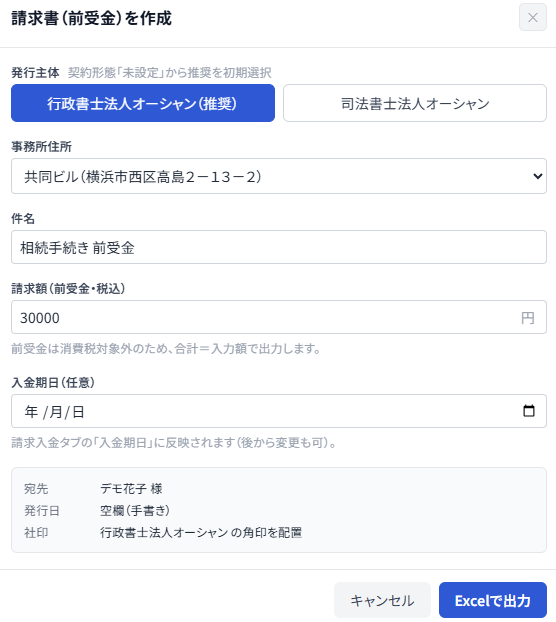 請求書（前受金）を作成
×
発行主体 契約形態「未設定」から推奨を初期選択
行政書士法人オーシャン（推奨）
司法書士法人オーシャン
事務所住所
共同ビル（横浜市西区高島２－１３－２）
件名
相続手続き 前受金
請求額（前受金・税込）
30000
円
前受金は消費税対象外のため、合計＝入力額で出力します。
入金期日（任意）
年 /月/日
請求入金タブの「入金期日」に反映されます（後から変更も可）。
宛先 デモ花子 様
発行日 空欄（手書き）
社印 行政書士法人オーシャン の角印を配置
キャンセル
Excelで出力